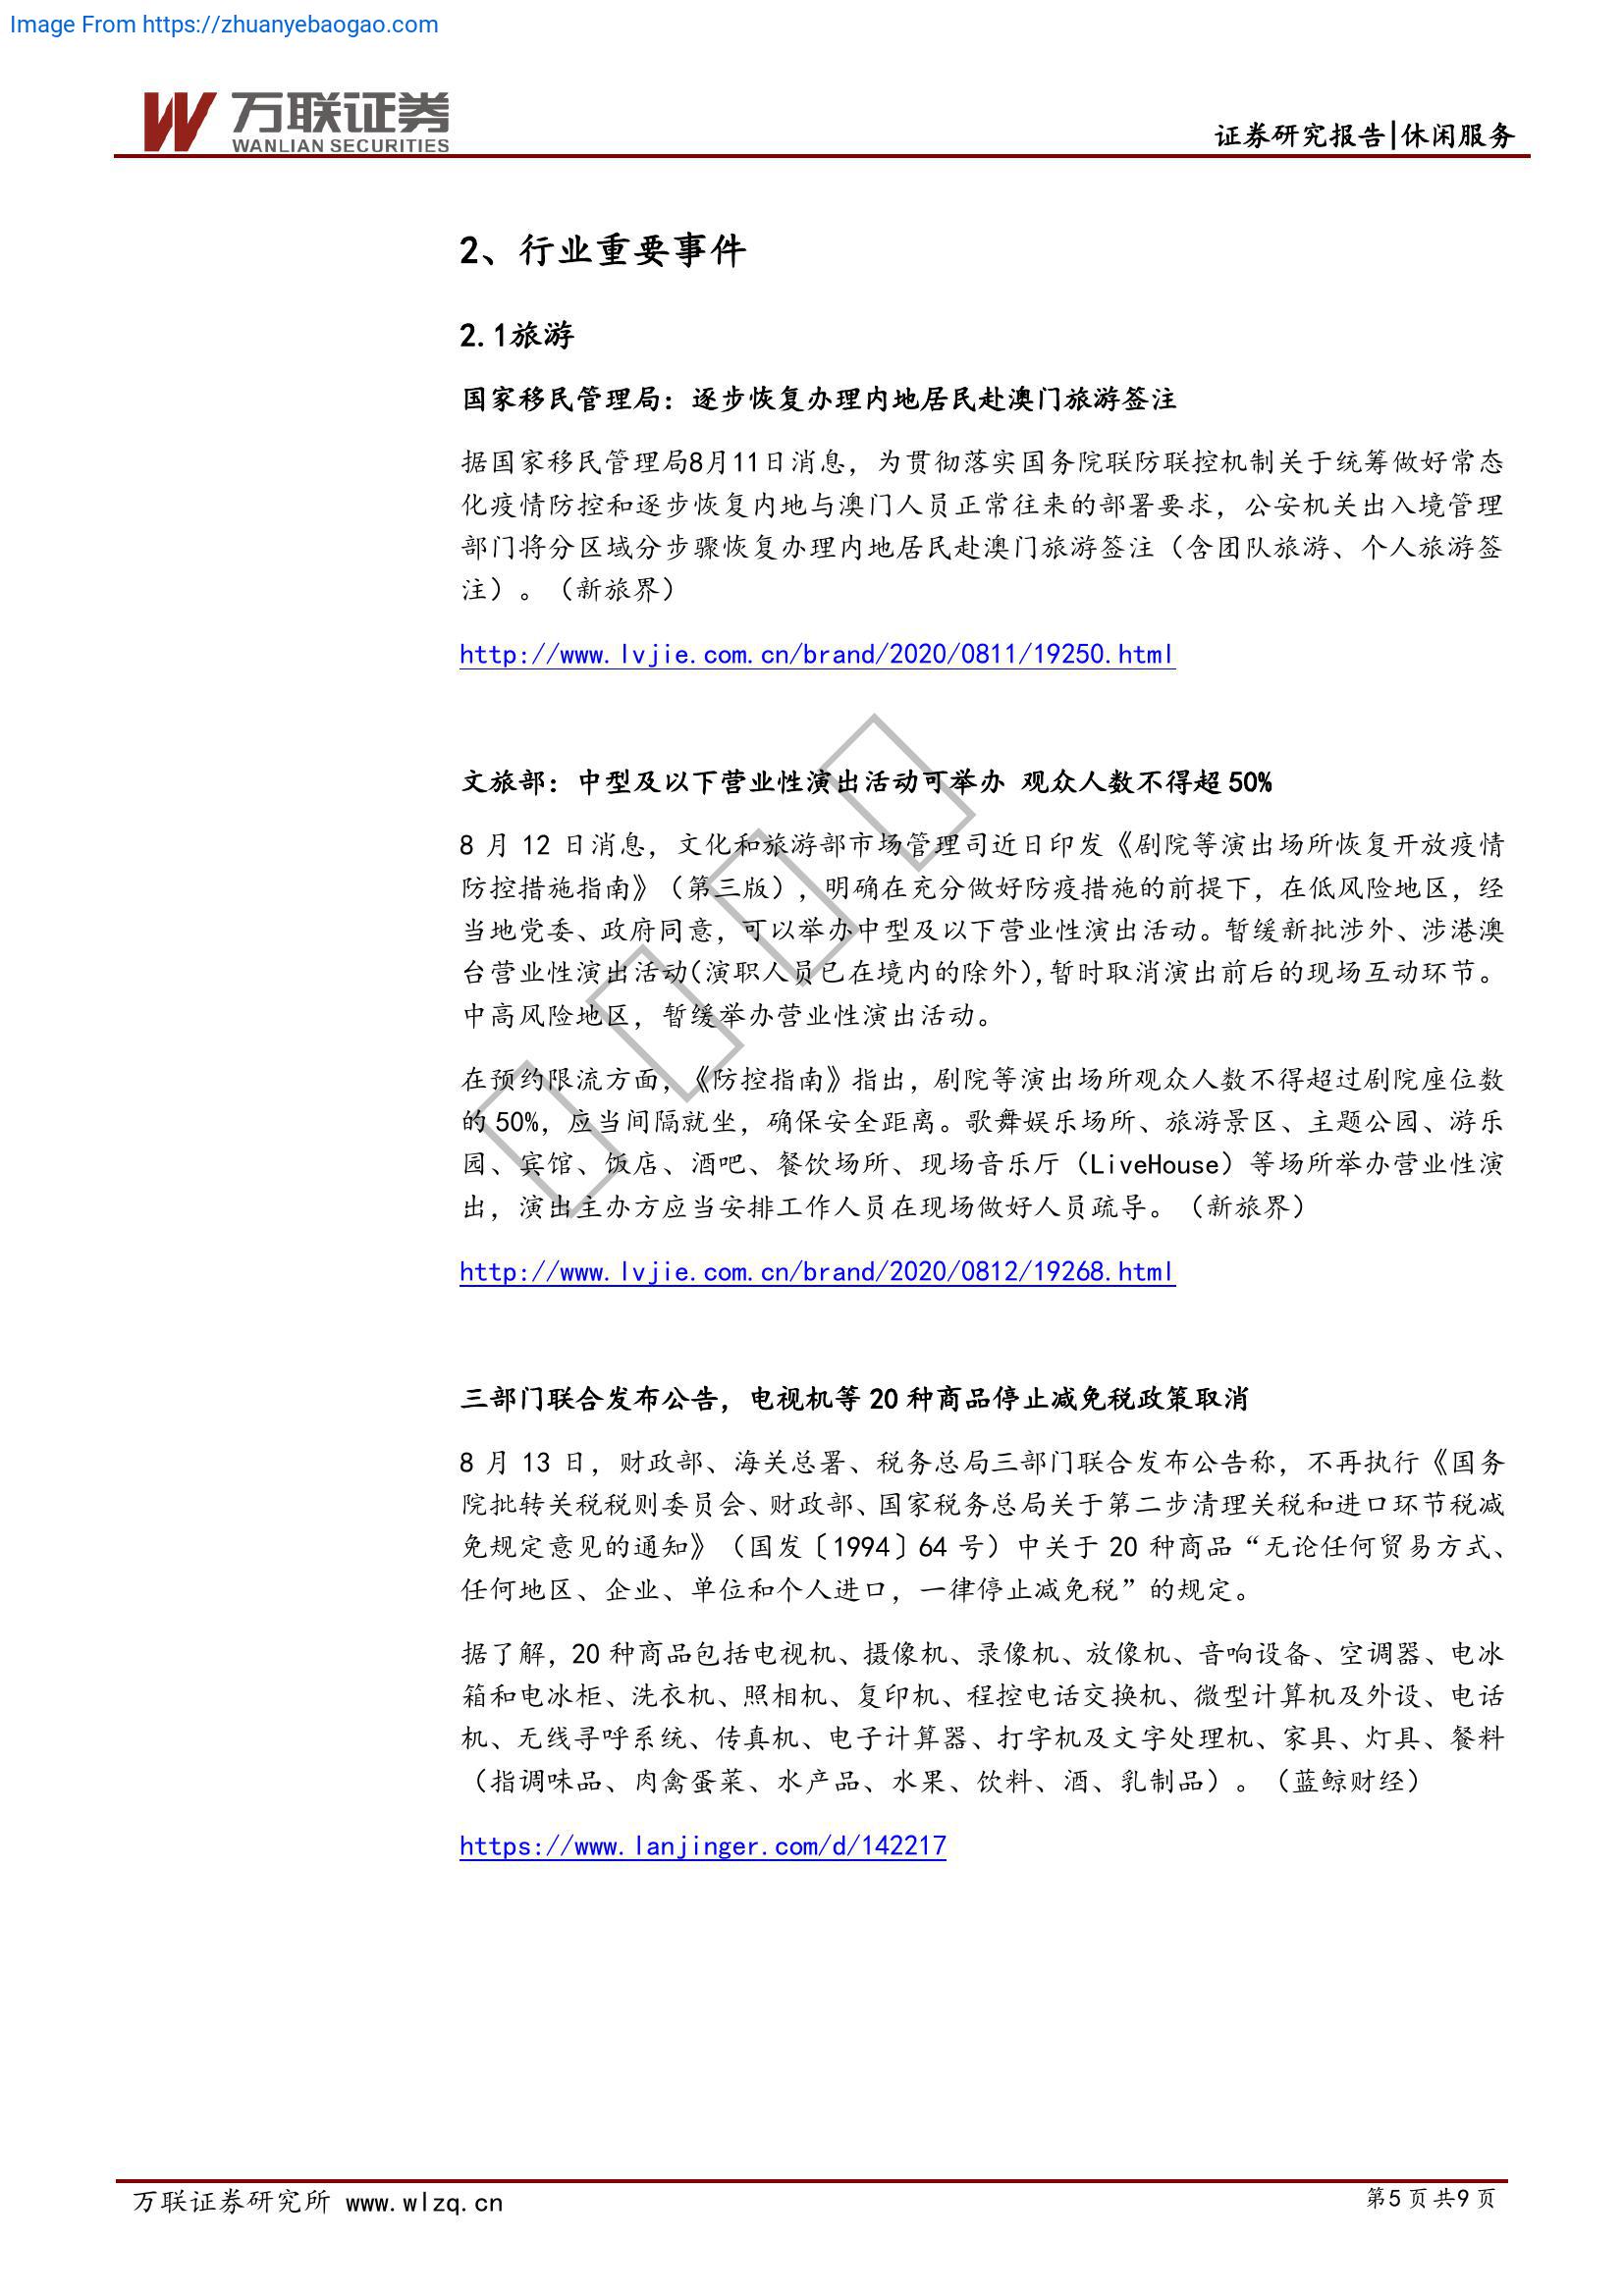 Image From https://zhuanyebaogao.com
万联证券
WANLIAN SECURITIES
证券研究报告|休闲服务
2、行业重要事件
2.1旅游
国家移民管理局：逐步恢复办理内地居民赴澳门旅游签注
据国家移民管理局8月11日消息，为贯彻落实国务院联防联控机制关于统筹做好常态
化疫情防控和逐步恢复内地与澳门人员正常往来的部署要求，公安机关出入境管理
部门将分区域分步骤恢复办理内地居民赴澳门旅游签注（含团队旅游、个人旅游签
注）。（新旅界）
http://www.lvjie.com.cn/brand/2020/0811/19250.html
文旅部：中型及以下营业性演出活动可举办 观众人数不得超 50%
8 月 12 日消息，文化和旅游部市场管理司近日印发《剧院等演出场所恢复开放疫情
防控措施指南》（第三版），明确在充分做好防疫措施的前提下，在低风险地区，经
当地党委、政府同意，可以举办中型及以下营业性演出活动。暂缓新批涉外、涉港澳
台营业性演出活动(演职人员已在境内的除外),暂时取消演出前后的现场互动环节。
中高风险地区，暂缓举办营业性演出活动。
在预约限流方面，《防控指南》指出，剧院等演出场所观众人数不得超过剧院座位数
的 50%，应当间隔就坐，确保安全距离。歌舞娱乐场所、旅游景区、主题公园、游乐
园、宾馆、饭店、酒吧、餐饮场所、现场音乐厅（LiveHouse）等场所举办营业性演
出，演出主办方应当安排工作人员在现场做好人员疏导。（新旅界）
http://www.lvjie.com.cn/brand/2020/0812/19268.html
三部门联合发布公告，电视机等 20 种商品停止减免税政策取消
8 月 13 日，财政部、海关总署、税务总局三部门联合发布公告称，不再执行《国务
院批转关税税则委员会、财政部、国家税务总局关于第二步清理关税和进口环节税减
免规定意见的通知》（国发〔1994〕64 号）中关于 20 种商品“无论任何贸易方式、
任何地区、企业、单位和个人进口，一律停止减免税”的规定。
据了解，20 种商品包括电视机、摄像机、录像机、放像机、音响设备、空调器、电冰
箱和电冰柜、洗衣机、照相机、复印机、程控电话交换机、微型计算机及外设、电话
机、无线寻呼系统、传真机、电子计算器、打字机及文字处理机、家具、灯具、餐料
（指调味品、肉禽蛋菜、水产品、水果、饮料、酒、乳制品）。（蓝鲸财经）
https://www.lanjinger.com/d/142217
万联证券研究所 www.wlzq.cn
第5 页 共9 页